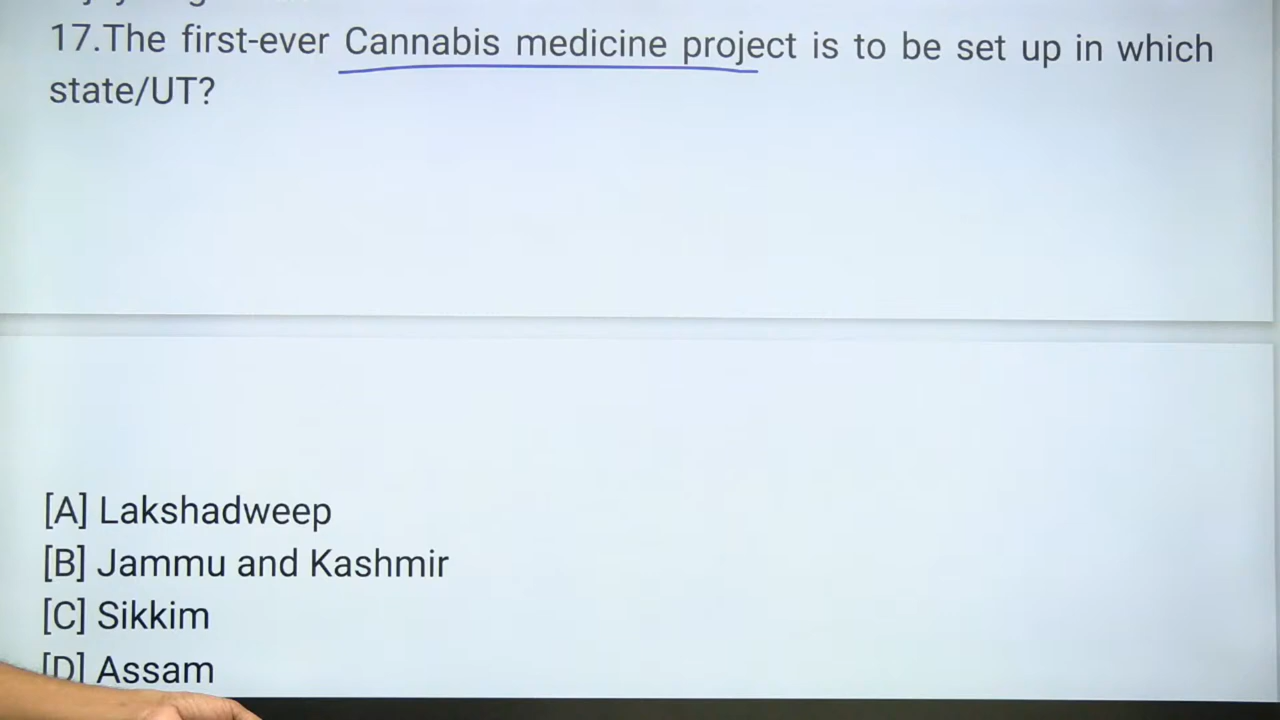 17.The first-ever Cannabis medicine project is to be set up in which
state/UT?
[A] Lakshadweep
[B] Jammu and Kashmir
[C] Sikkim
[D] Assam